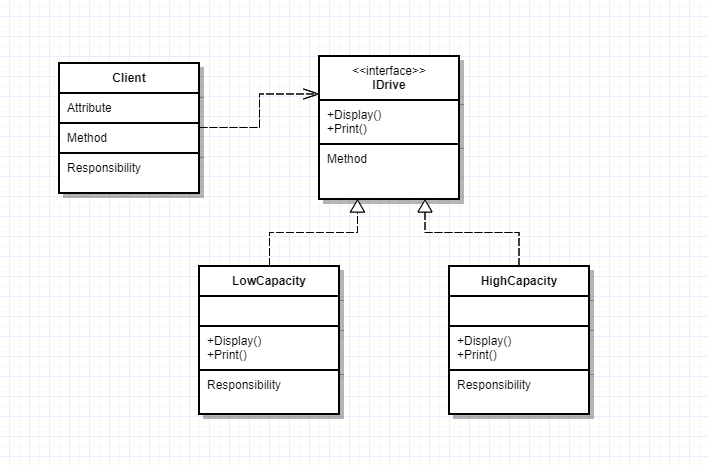 Client
Attribute
Method
Responsibility
<<interface>>
IDrive
+Display()
+Print()
Method
LowCapacity
+Display()
+Print()
Responsibility
HighCapacity
+Display()
+Print()
Responsibility